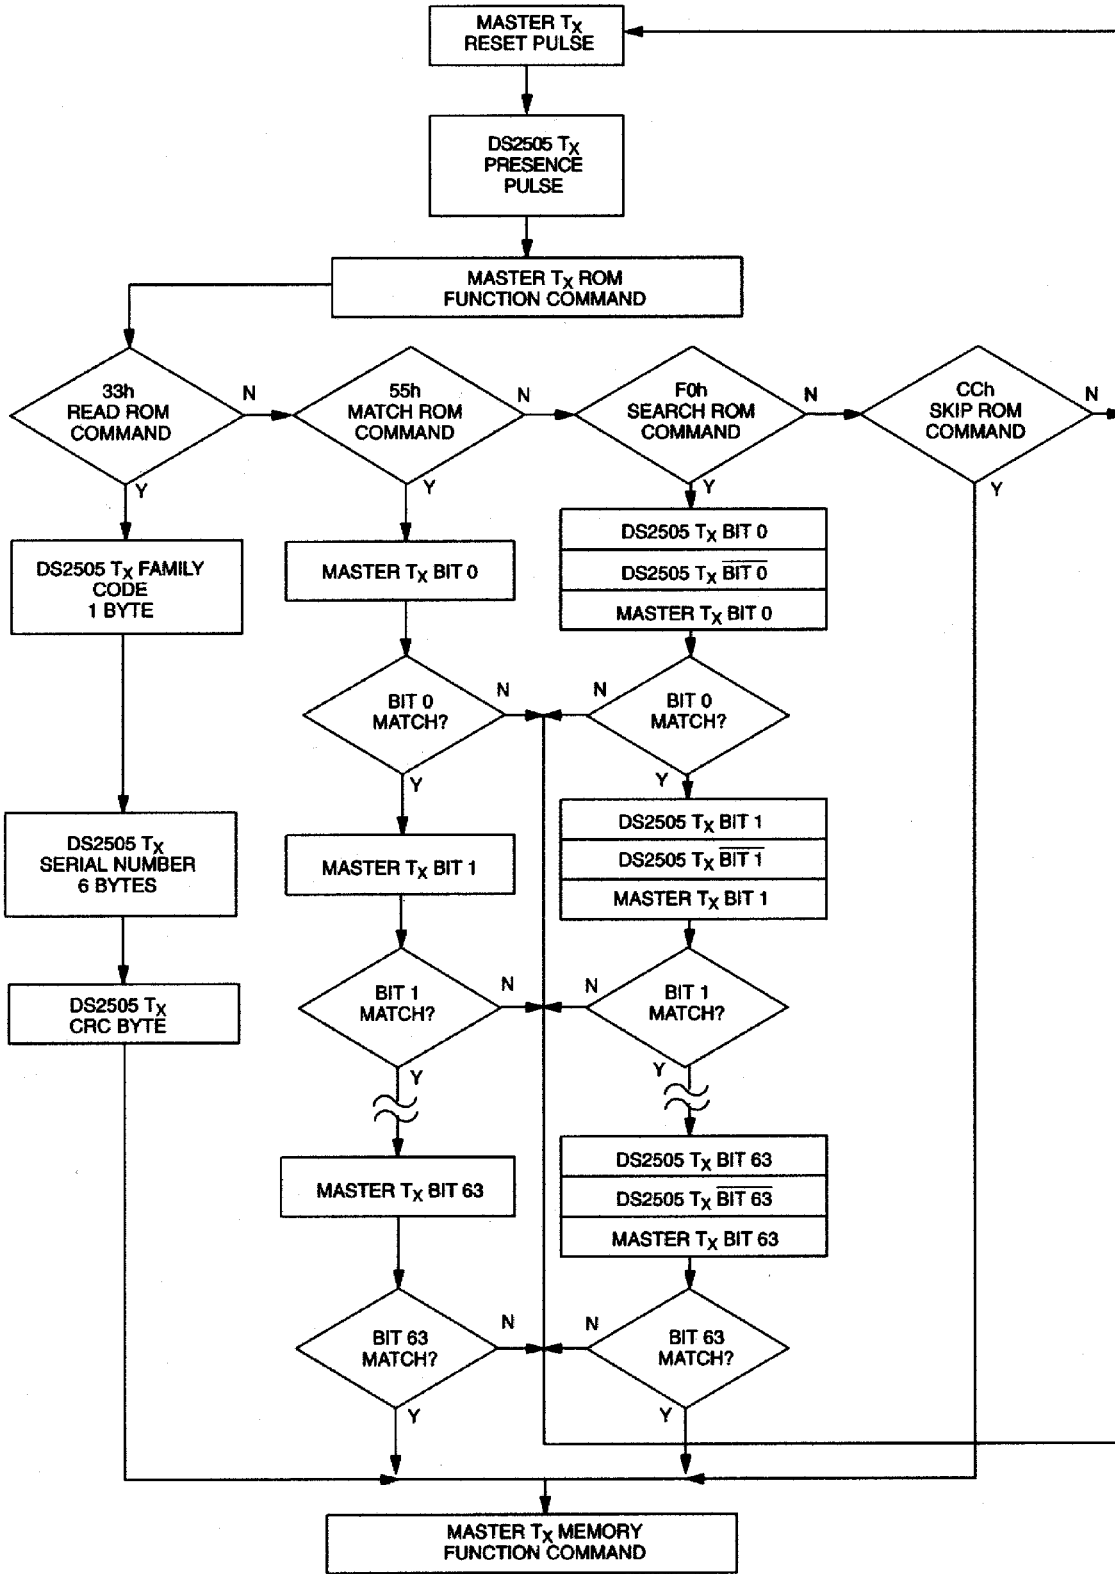 MASTER TX
RESET PULSE
DS2505 TX
PRESENCE
PULSE
MASTER TX ROM
FUNCTION COMMAND
33h
READ ROM
COMMAND
N
Y
55h
MATCH ROM
COMMAND
N
Y
F0h
SEARCH ROM
COMMAND
N
Y
CCh
SKIP ROM
COMMAND
N
Y
DS2505 TX FAMILY
CODE
1 BYTE
DS2505 TX
SERIAL NUMBER
6 BYTES
DS2505 TX
CRC BYTE
MASTER TX BIT 0
BIT 0
MATCH?
N
Y
MASTER TX BIT 1
BIT 1
MATCH?
N
Y
MASTER TX BIT 63
BIT 63
MATCH?
N
Y
DS2505 TX BIT 0
DS2505 TX B̅I̅T̅ ̅0̅
MASTER TX BIT 0
BIT 0
MATCH?
N
Y
DS2505 TX BIT 1
DS2505 TX B̅I̅T̅ ̅1̅
MASTER TX BIT 1
BIT 1
MATCH?
N
Y
DS2505 TX BIT 63
DS2505 TX B̅I̅T̅ ̅6̅3̅
MASTER TX BIT 63
BIT 63
MATCH?
N
Y
MASTER TX MEMORY
FUNCTION COMMAND